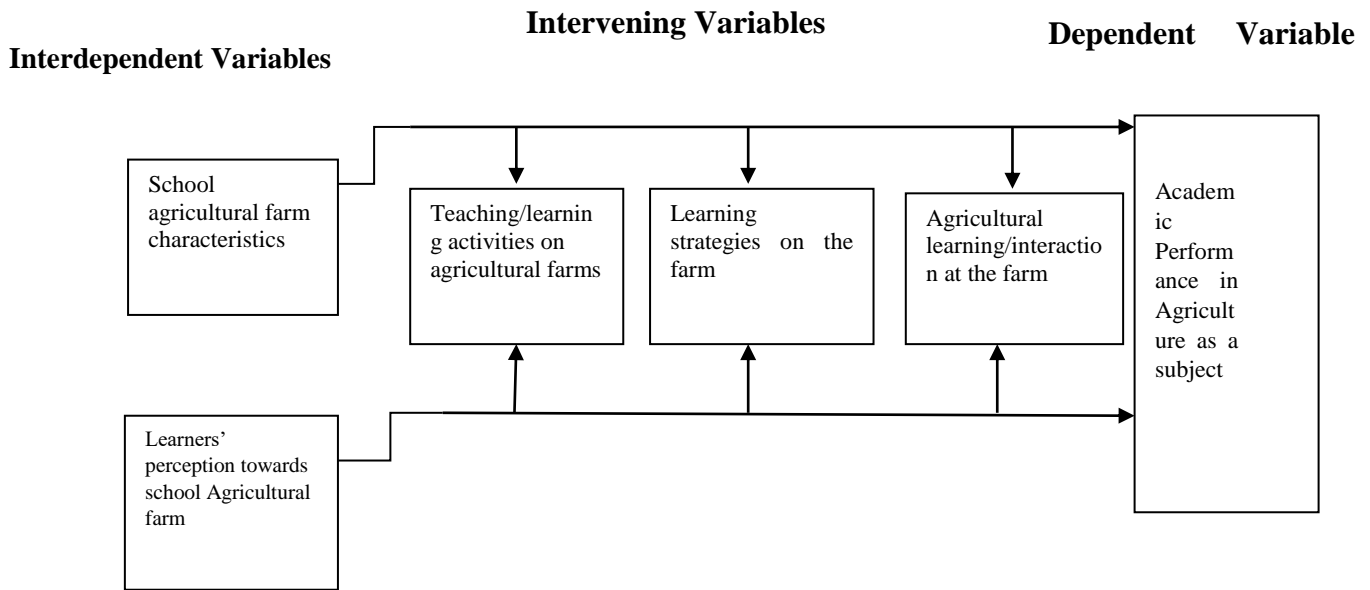 Intervening Variables
Dependent Variable
Interdependent Variables
School
agricultural farm
characteristics
Teaching/learnin
g activities on
agricultural farms
Learning
strategies on the
farm
Agricultural
learning/interactio
n at the farm
Academ
ic
Perform
ance in
Agricult
ure as a
subject
Learners’
perception towards
school Agricultural
farm